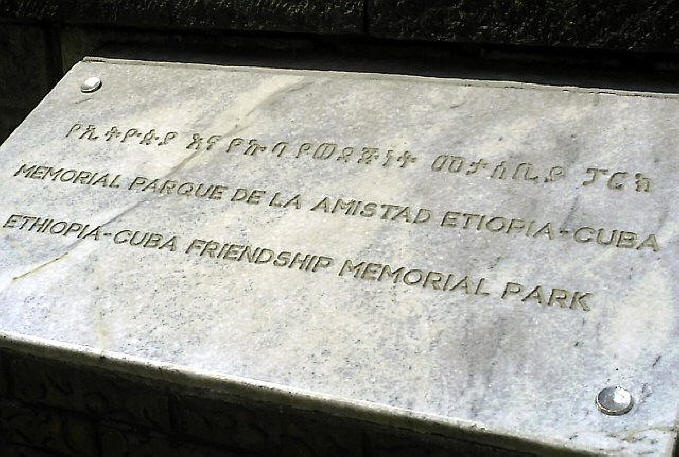 የኢትዮጵያ እና የኩባ የወዳጅነት መታሰቢያ ፓርክ
MEMORIAL PARQUE DE LA AMISTAD ETIOPIA-CUBA
ETHIOPIA-CUBA FRIENDSHIP MEMORIAL PARK